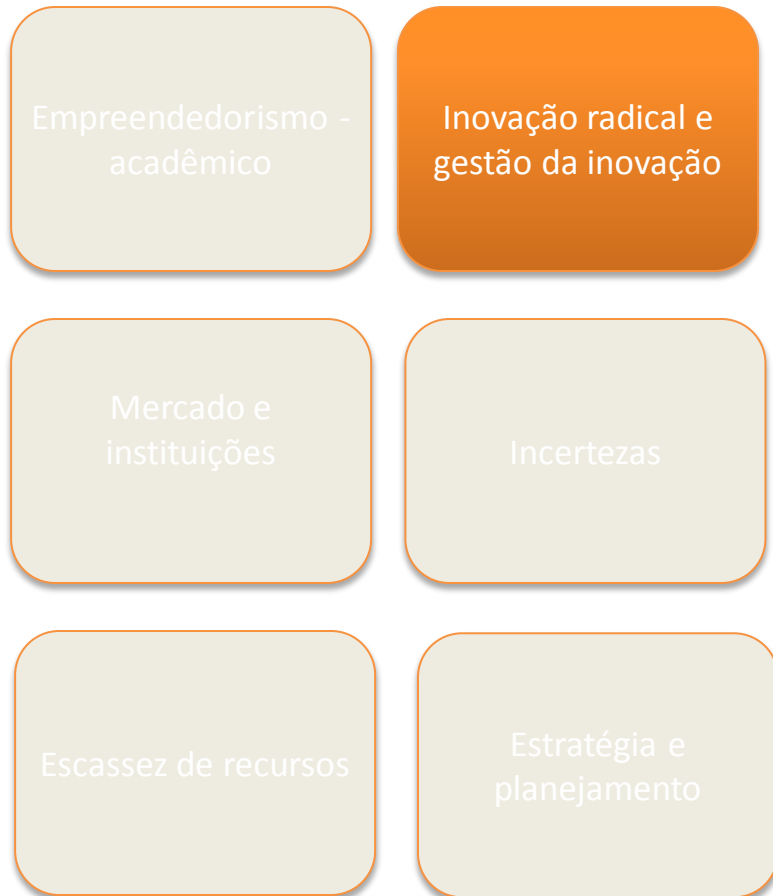 Empreendedorismo -
acadêmico
Inovação radical e
gestão da inovação
Mercado e
instituições
Incertezas
Escassez de recursos
Estratégia e
planejamento